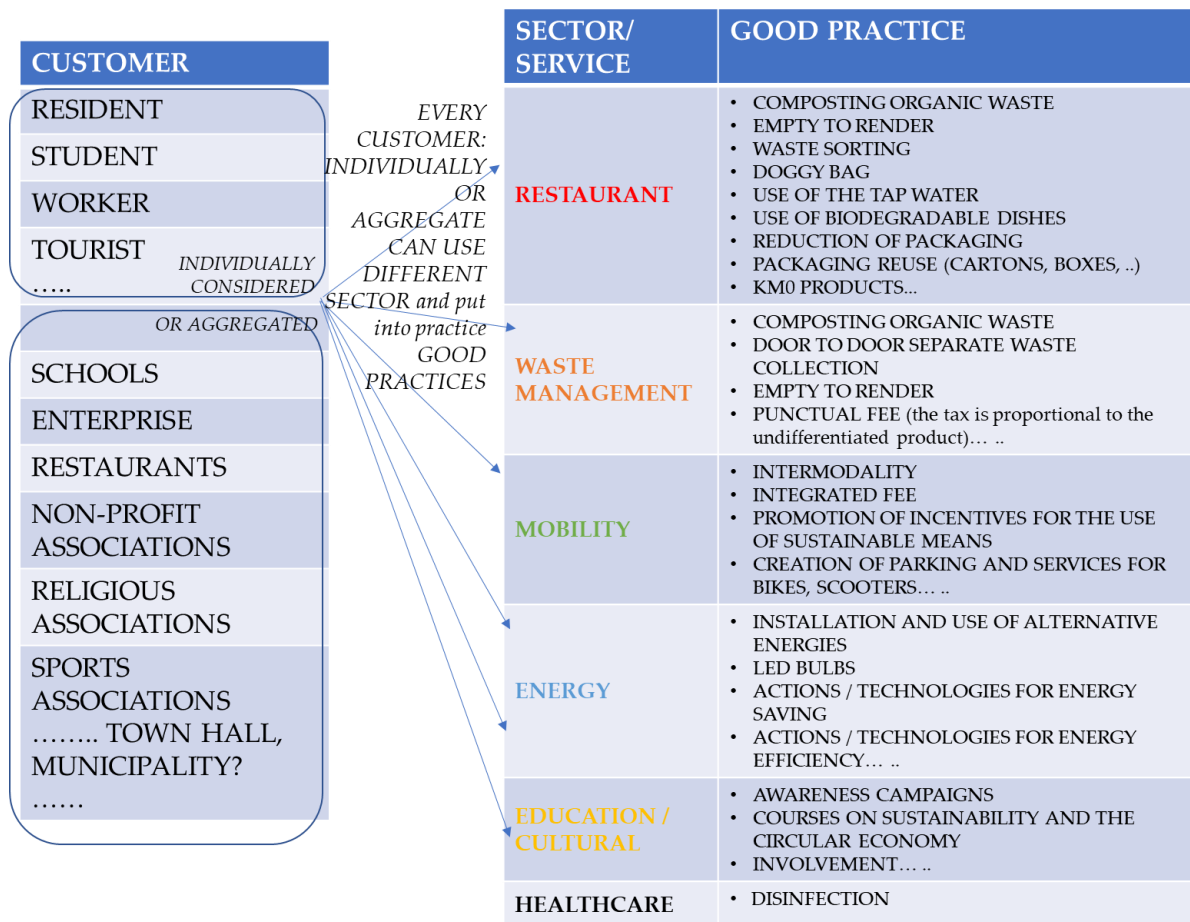 CUSTOMER
RESIDENT
STUDENT
WORKER
TOURIST
…..
INDIVIDUALLY
CONSIDERED
OR AGGREGATED
SCHOOLS
ENTERPRISE
RESTAURANTS
NON-PROFIT
ASSOCIATIONS
RELIGIOUS
ASSOCIATIONS
SPORTS
ASSOCIATIONS
…….. TOWN HALL,
MUNICIPALITY?
……
EVERY
CUSTOMER:
INDIVIDUALLY
OR
AGGREGATE
CAN USE
DIFFERENT
SECTOR and put
into practice
GOOD
PRACTICES
SECTOR/
SERVICE
GOOD PRACTICE
RESTAURANT
• COMPOSTING ORGANIC WASTE
• EMPTY TO RENDER
• WASTE SORTING
• DOGGY BAG
• USE OF THE TAP WATER
• USE OF BIODEGRADABLE DISHES
• REDUCTION OF PACKAGING
• PACKAGING REUSE (CARTONS, BOXES, ..)
• KM0 PRODUCTS...
WASTE
MANAGEMENT
• COMPOSTING ORGANIC WASTE
• DOOR TO DOOR SEPARATE WASTE
COLLECTION
• EMPTY TO RENDER
• PUNCTUAL FEE (the tax is proportional to the
undifferentiated product)… ..
MOBILITY
• INTERMODALITY
• INTEGRATED FEE
• PROMOTION OF INCENTIVES FOR THE USE
OF SUSTAINABLE MEANS
• CREATION OF PARKING AND SERVICES FOR
BIKES, SCOOTERS… ..
ENERGY
• INSTALLATION AND USE OF ALTERNATIVE
ENERGIES
• LED BULBS
• ACTIONS / TECHNOLOGIES FOR ENERGY
SAVING
• ACTIONS / TECHNOLOGIES FOR ENERGY
EFFICIENCY… ..
EDUCATION /
CULTURAL
• AWARENESS CAMPAIGNS
• COURSES ON SUSTAINABILITY AND THE
CIRCULAR ECONOMY
• INVOLVEMENT… ..
HEALTHCARE
• DISINFECTION